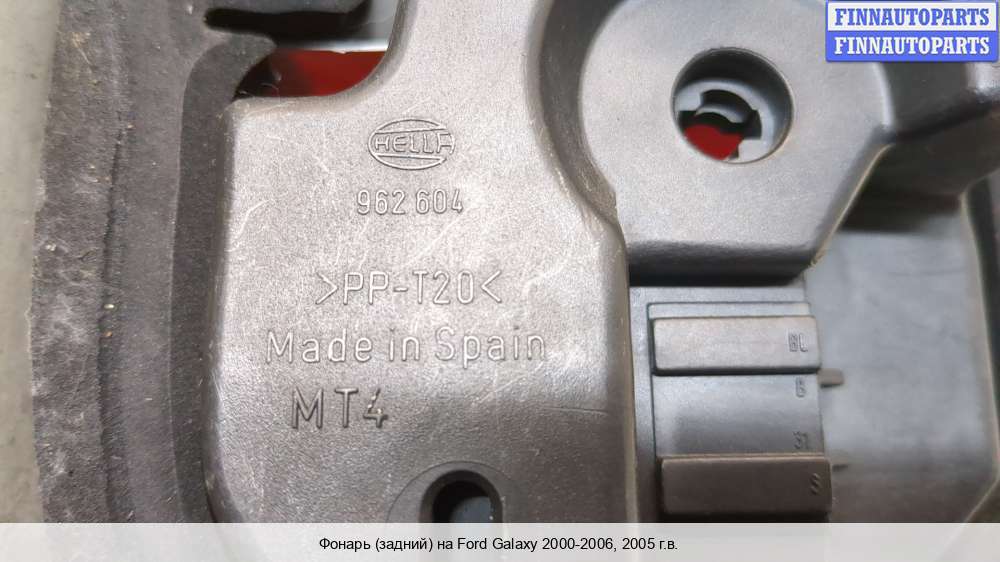 FINNAUTOPARTS
FINNAUTOPARTS
HELLA
962 604
>PP-T20<
Made in Spain
MT4
BL
B
31
S
Фонарь (задний) на Ford Galaxy 2000-2006, 2005 г.в.